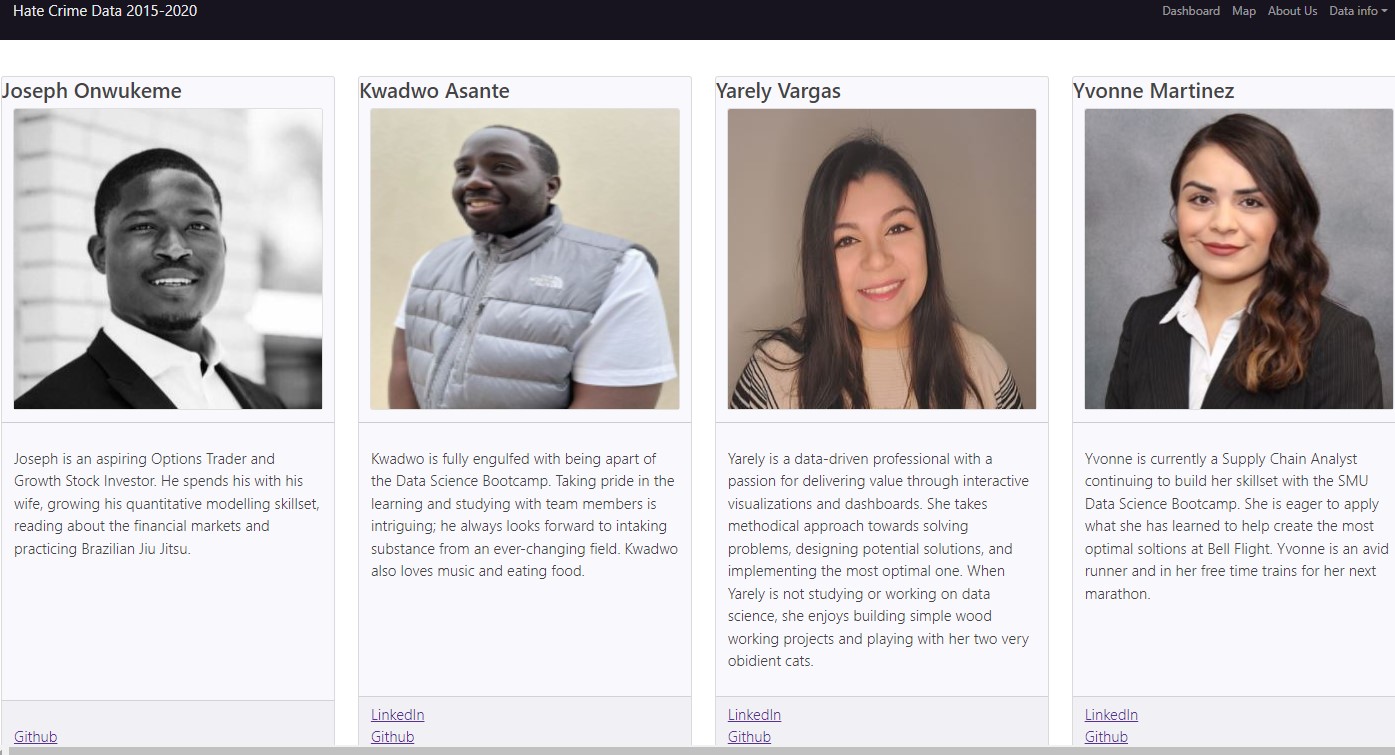 Hate Crime Data 2015-2020
Dashboard Map About Us Data info
Joseph Onwukeme
Kwadwo Asante
Yarely Vargas
Yvonne Martinez
THE NORTH FACE
Joseph is an aspiring Options Trader and
Growth Stock Investor. He spends his with his
wife, growing his quantitative modelling skillset,
reading about the financial markets and
practicing Brazilian Jiu Jitsu.
Github
Kwadwo is fully engulfed with being apart of
the Data Science Bootcamp. Taking pride in the
learning and studying with team members is
intriguing; he always looks forward to intaking
substance from an ever-changing field. Kwadwo
also loves music and eating food.
LinkedIn
Github
Yarely is a data-driven professional with a
passion for delivering value through interactive
visualizations and dashboards. She takes
methodical approach towards solving
problems, designing potential solutions, and
implementing the most optimal one. When
Yarely is not studying or working on data
science, she enjoys building simple wood
working projects and playing with her two very
obidient cats.
LinkedIn
Github
Yvonne is currently a Supply Chain Analyst
continuing to build her skillset with the SMU
Data Science Bootcamp. She is eager to apply
what she has learned to help create the most
optimal soltions at Bell Flight. Yvonne is an avid
runner and in her free time trains for her next
marathon.
LinkedIn
Github